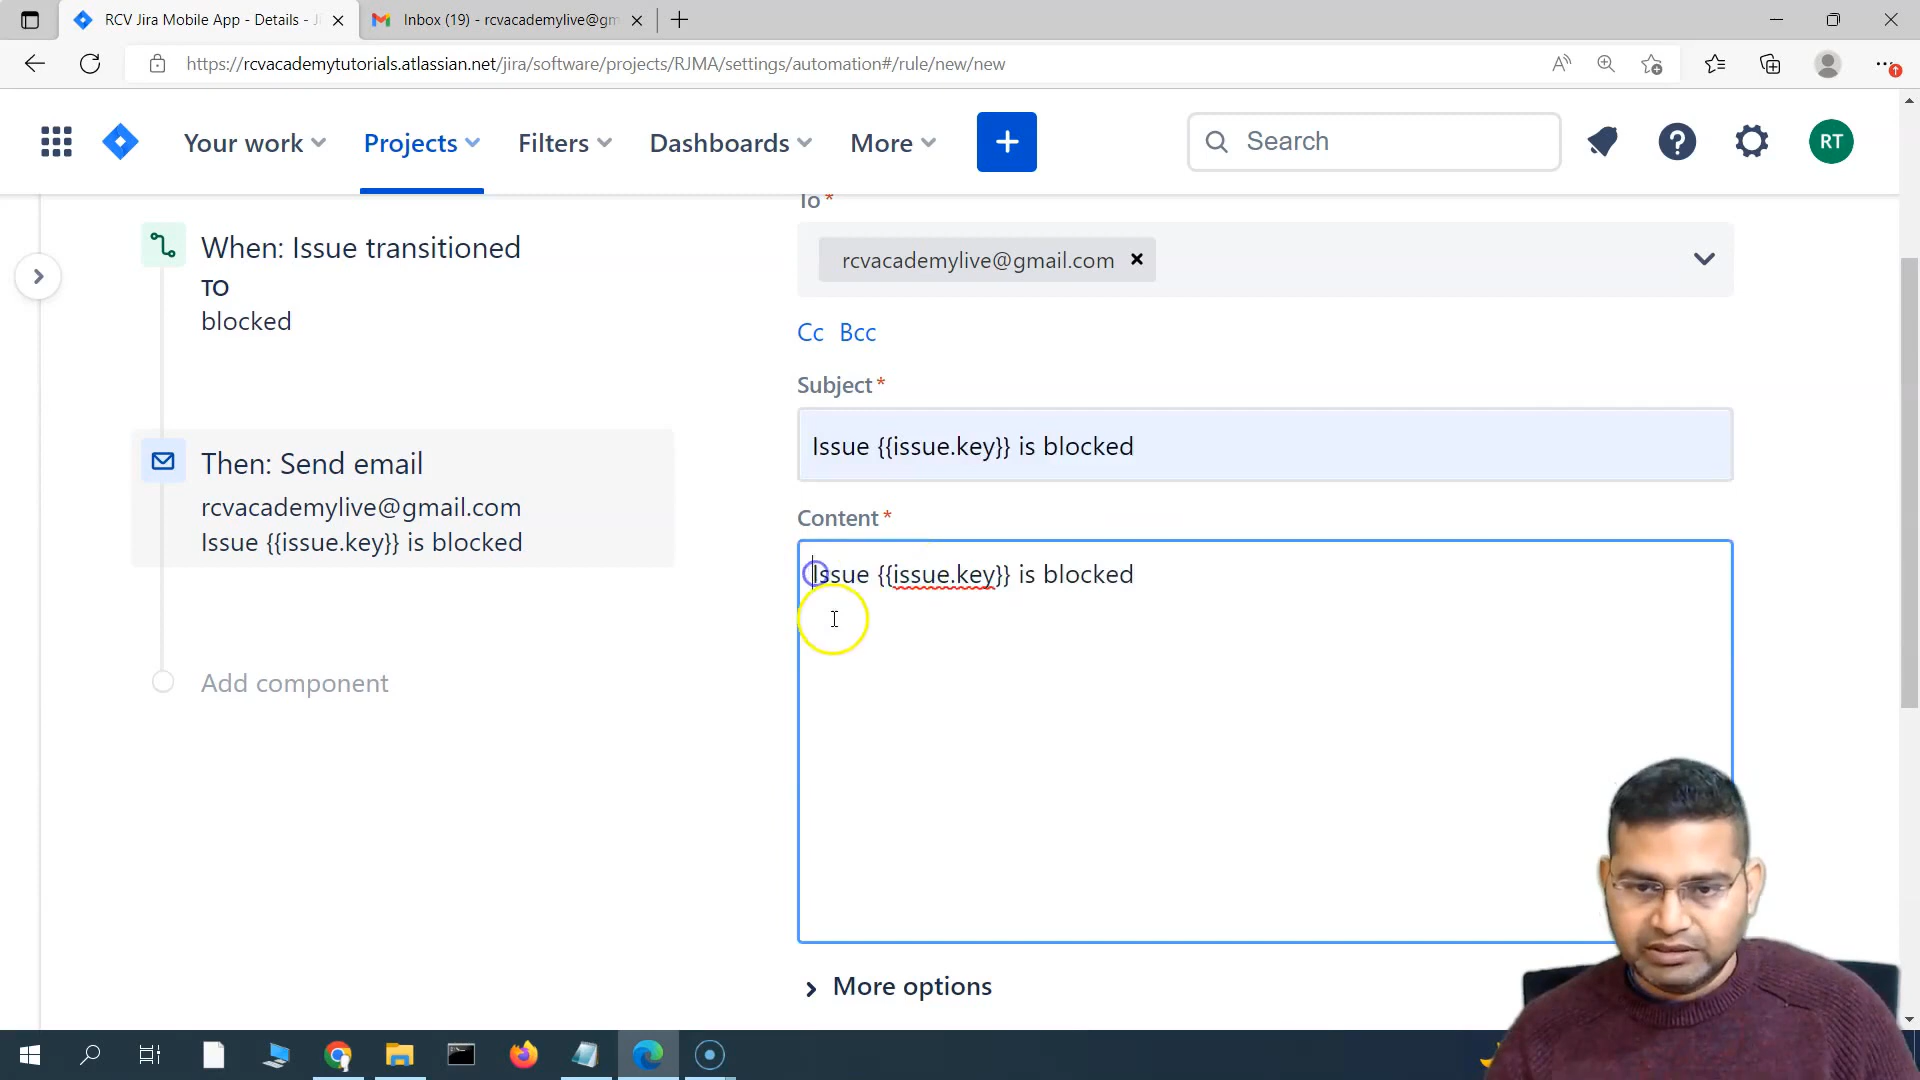 RCV Jira Mobile App - Details - J
Inbox (19) - rcvacademylive@gm
https://rcvacademytutorials.atlassian.net/jira/software/projects/RJMA/settings/automation#/rule/new/new
Your work
Projects
Filters
Dashboards
More
Search
RT
When: Issue transitioned
TO
blocked
Then: Send email
rcvacademylive@gmail.com
Issue {{issue.key}} is blocked
Add component
To*
rcvacademylive@gmail.com
Cc Bcc
Subject*
Issue {{issue.key}} is blocked
Content*
Issue {{issue.key}} is blocked
More options